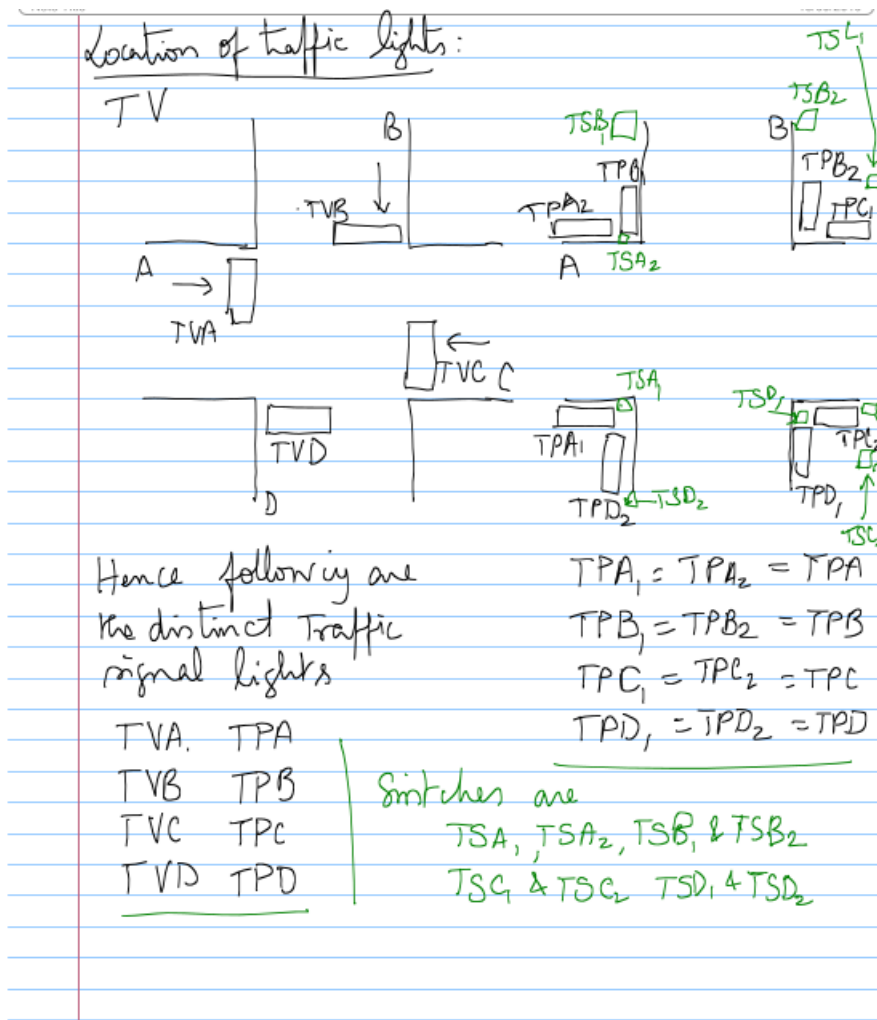 Location of traffic lights:
TSC1
TV
TSB2
B
TSB1
B
TPB1
TPB2
TVB
TPA2
TPC1
A
A
TSA2
TVA
TVC C
TSA1
TSD1
TVD
TPA1
TPC2
D
TPD2
TSD2
TPD1
TSC
Hence following are
the distinct Traffic
signal lights
TPA1 = TPA2 = TPA
TPB1 = TPB2 = TPB
TPC1 = TPC2 = TPC
TPD1 = TPD2 = TPD
TVA. TPA
TVB TPB
TVC TPC
TVD TPD
Switches are
TSA1, TSA2, TSB1 & TSB2
TSC1 & TSC2 TSD1 & TSD2